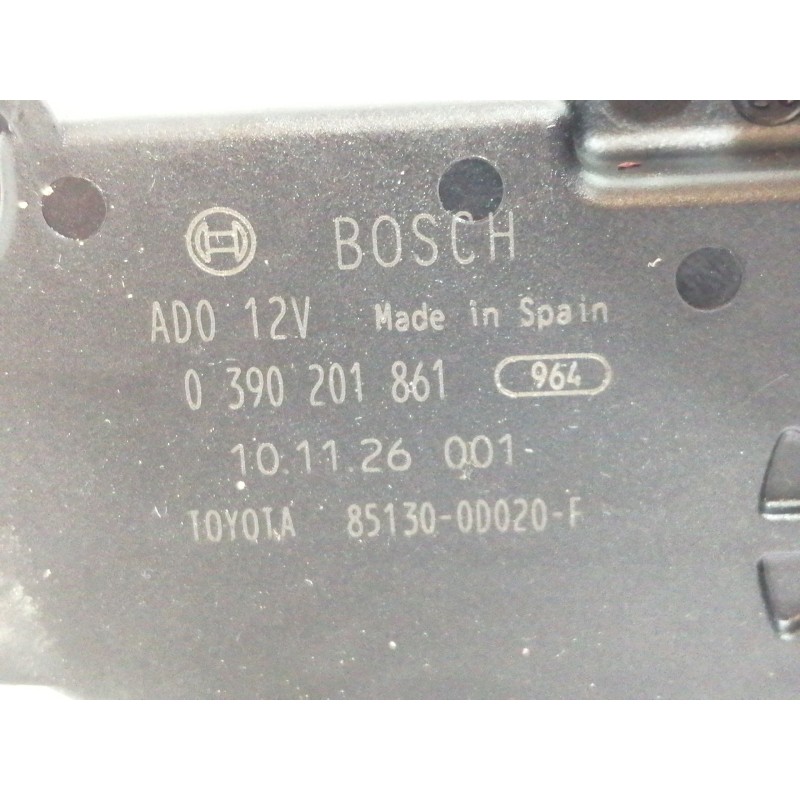 BOSCH
ADO 12V Made in Spain
0 390 201 861 964
10.11.26 001
TOYOTA 85130-0D020-F